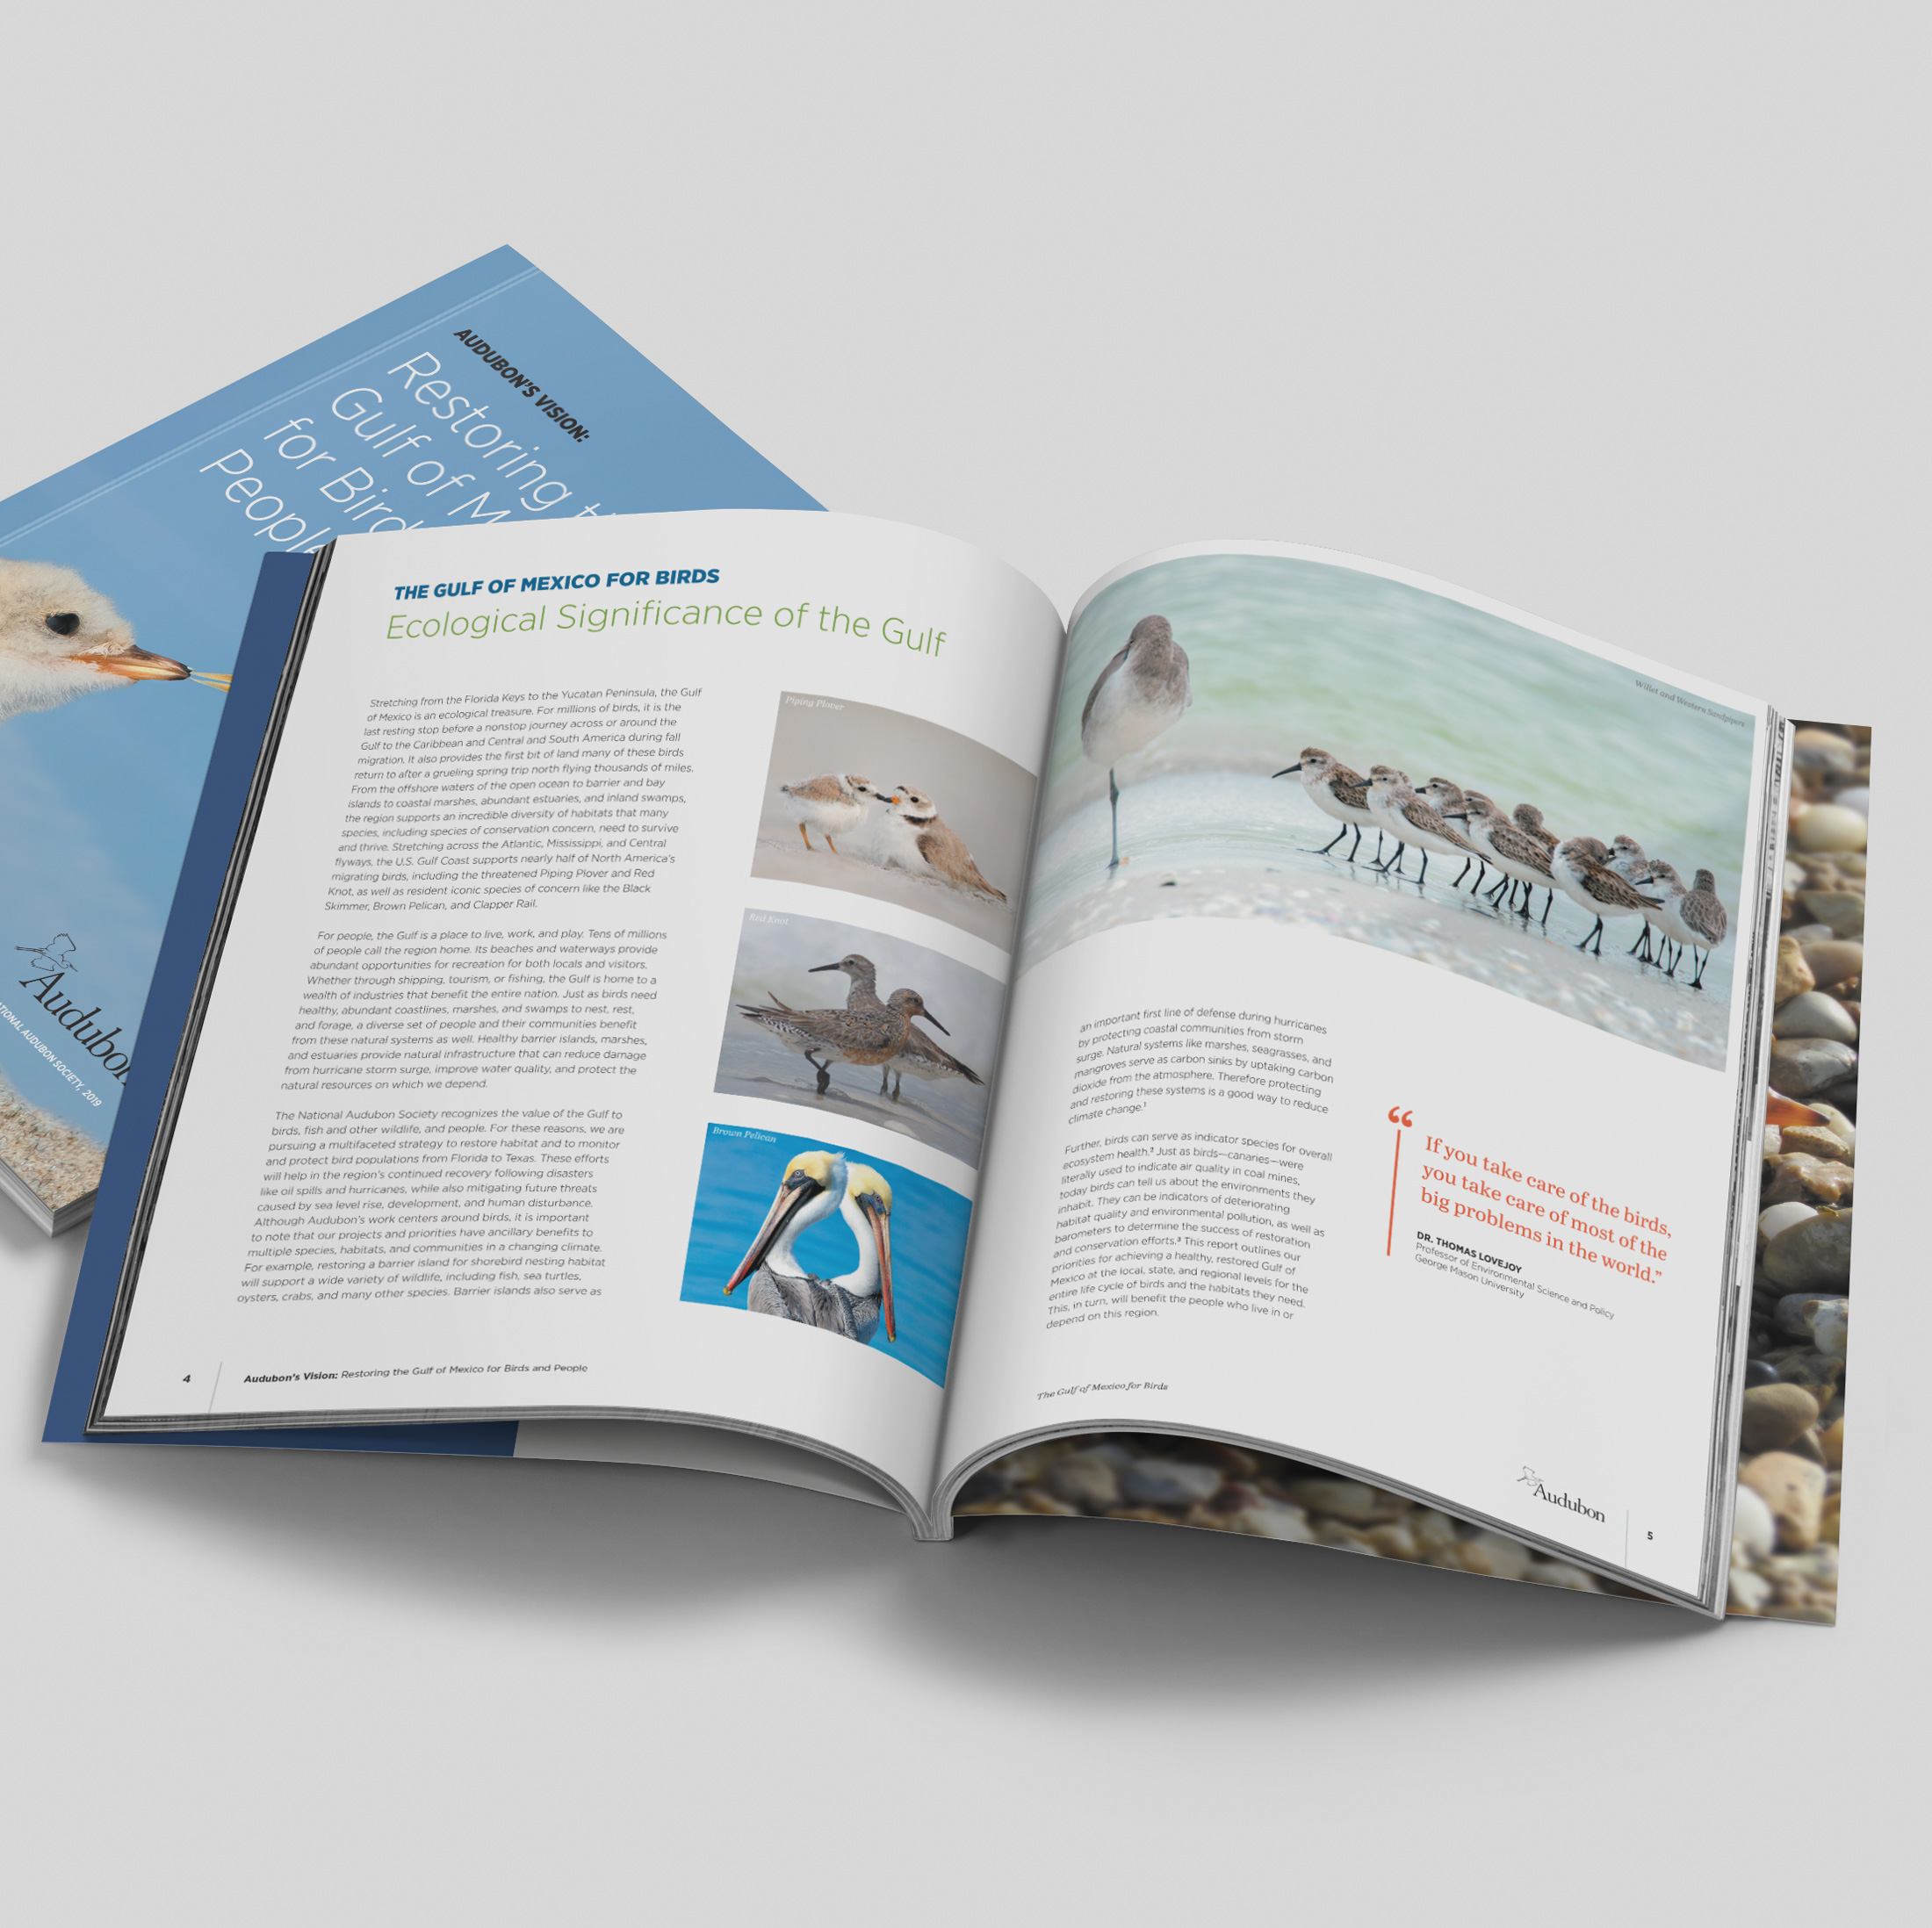 AUDUBON'S VISION:
Restoring t
Gulf of M
for Bird
People
Audubon
NATIONAL AUDUBON SOCIETY, 2019
THE GULF OF MEXICO FOR BIRDS
Ecological Significance of the Gulf
Stretching from the Florida Keys to the Yucatan Peninsula, the Gulf
of Mexico is an ecological treasure. For millions of birds, it is the
last resting stop before a nonstop journey across or around the
Gulf to the Caribbean and Central and South America during fall
migration. It also provides the first bit of land many of these birds
return to after a grueling spring trip north flying thousands of miles.
From the offshore waters of the open ocean to barrier and bay
islands to coastal marshes, abundant estuaries, and inland swamps,
the region supports an incredible diversity of habitats that many
species, including species of conservation concern, need to survive
and thrive. Stretching across the Atlantic, Mississippi, and Central
flyways, the U.S. Gulf Coast supports nearly half of North America's
migrating birds, including the threatened Piping Plover and Red
Knot, as well as resident iconic species of concern like the Black
Skimmer, Brown Pelican, and Clapper Rail.
For people, the Gulf is a place to live, work, and play. Tens of millions
of people call the region home. Its beaches and waterways provide
abundant opportunities for recreation for both locals and visitors.
Whether through shipping, tourism, or fishing, the Gulf is home to a
wealth of industries that benefit the entire nation. Just as birds need
healthy, abundant coastlines, marshes, and swamps to nest, rest,
and forage, a diverse set of people and their communities benefit
from these natural systems as well. Healthy barrier islands, marshes,
and estuaries provide natural infrastructure that can reduce damage
from hurricane storm surge, improve water quality, and protect the
natural resources on which we depend.
The National Audubon Society recognizes the value of the Gulf to
birds, fish and other wildlife, and people. For these reasons, we are
pursuing a multifaceted strategy to restore habitat and to monitor
and protect bird populations from Florida to Texas. These efforts
will help in the region's continued recovery following disasters
like oil spills and hurricanes, while also mitigating future threats
caused by sea level rise, development, and human disturbance.
Although Audubon's work centers around birds, it is important
to note that our projects and priorities have ancillary benefits to
multiple species, habitats, and communities in a changing climate.
For example, restoring a barrier island for shorebird nesting habitat
will support a wide variety of wildlife, including fish, sea turtles,
oysters, crabs, and many other species. Barrier islands also serve as
Piping Plover
Red Knot
Brown Pelican
4
Audubon's Vision: Restoring the Gulf of Mexico for Birds and People
Willet and Western Sandpipers
an important first line of defense during hurricanes
by protecting coastal communities from storm
surge. Natural systems like marshes, seagrasses, and
mangroves serve as carbon sinks by uptaking carbon
dioxide from the atmosphere. Therefore protecting
and restoring these systems is a good way to reduce
climate change.¹
Further, birds can serve as indicator species for overall
ecosystem health.² Just as birds—canaries—were
literally used to indicate air quality in coal mines,
today birds can tell us about the environments they
inhabit. They can be indicators of deteriorating
habitat quality and environmental pollution, as well as
barometers to determine the success of restoration
and conservation efforts.³ This report outlines our
priorities for achieving a healthy, restored Gulf of
Mexico at the local, state, and regional levels for the
entire life cycle of birds and the habitats they need.
This, in turn, will benefit the people who live in or
depend on this region.
“
If you take care of the birds,
you take care of most of the
big problems in the world.”
DR. THOMAS LOVEJOY
Professor of Environmental Science and Policy
George Mason University
The Gulf of Mexico for Birds
Audubon
5